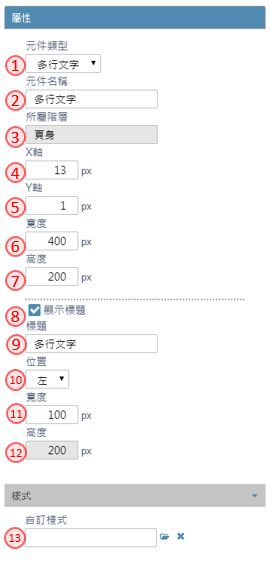 屬性
元件類型
1 多行文字
元件名稱
2 多行文字
所屬階層
3 頁身
X軸
4 13 px
Y軸
5 1 px
寬度
6 400 px
高度
7 200 px
8 顯示標題
標題
9 多行文字
位置
10 左
寬度
11 100 px
高度
12 200 px
樣式
自訂樣式
13